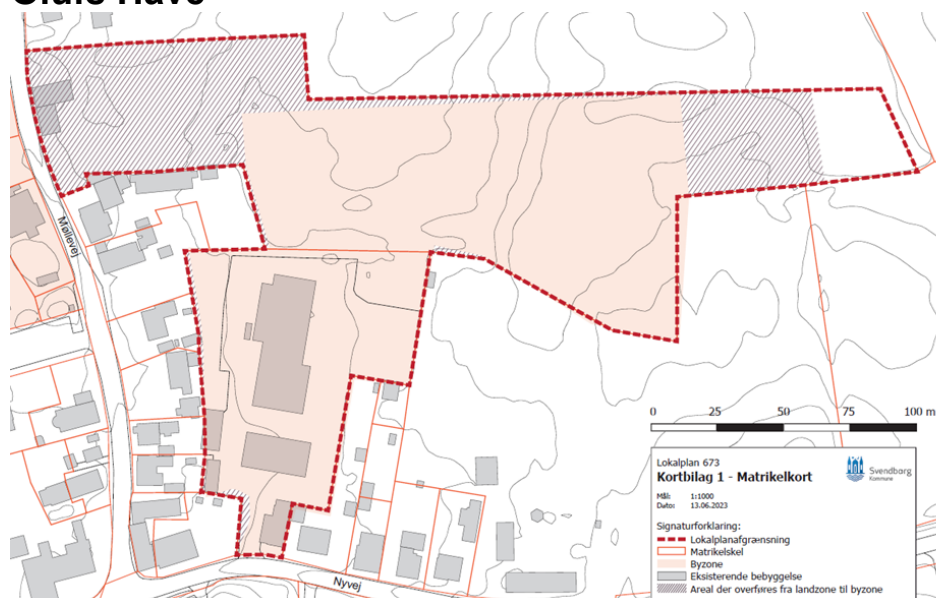 Møllevej
Nyvej
0 25 50 75 100 m
Lokalplan 673
Kortbilag 1 - Matrikelkort
Svendborg
Kommune
Mål: 1:1000
Dato: 13.06.2023
Signaturforklaring:
Lokalplanafgrænsning
Matrikelskel
Byzone
Eksisterende bebyggelse
Areal der overføres fra landzone til byzone